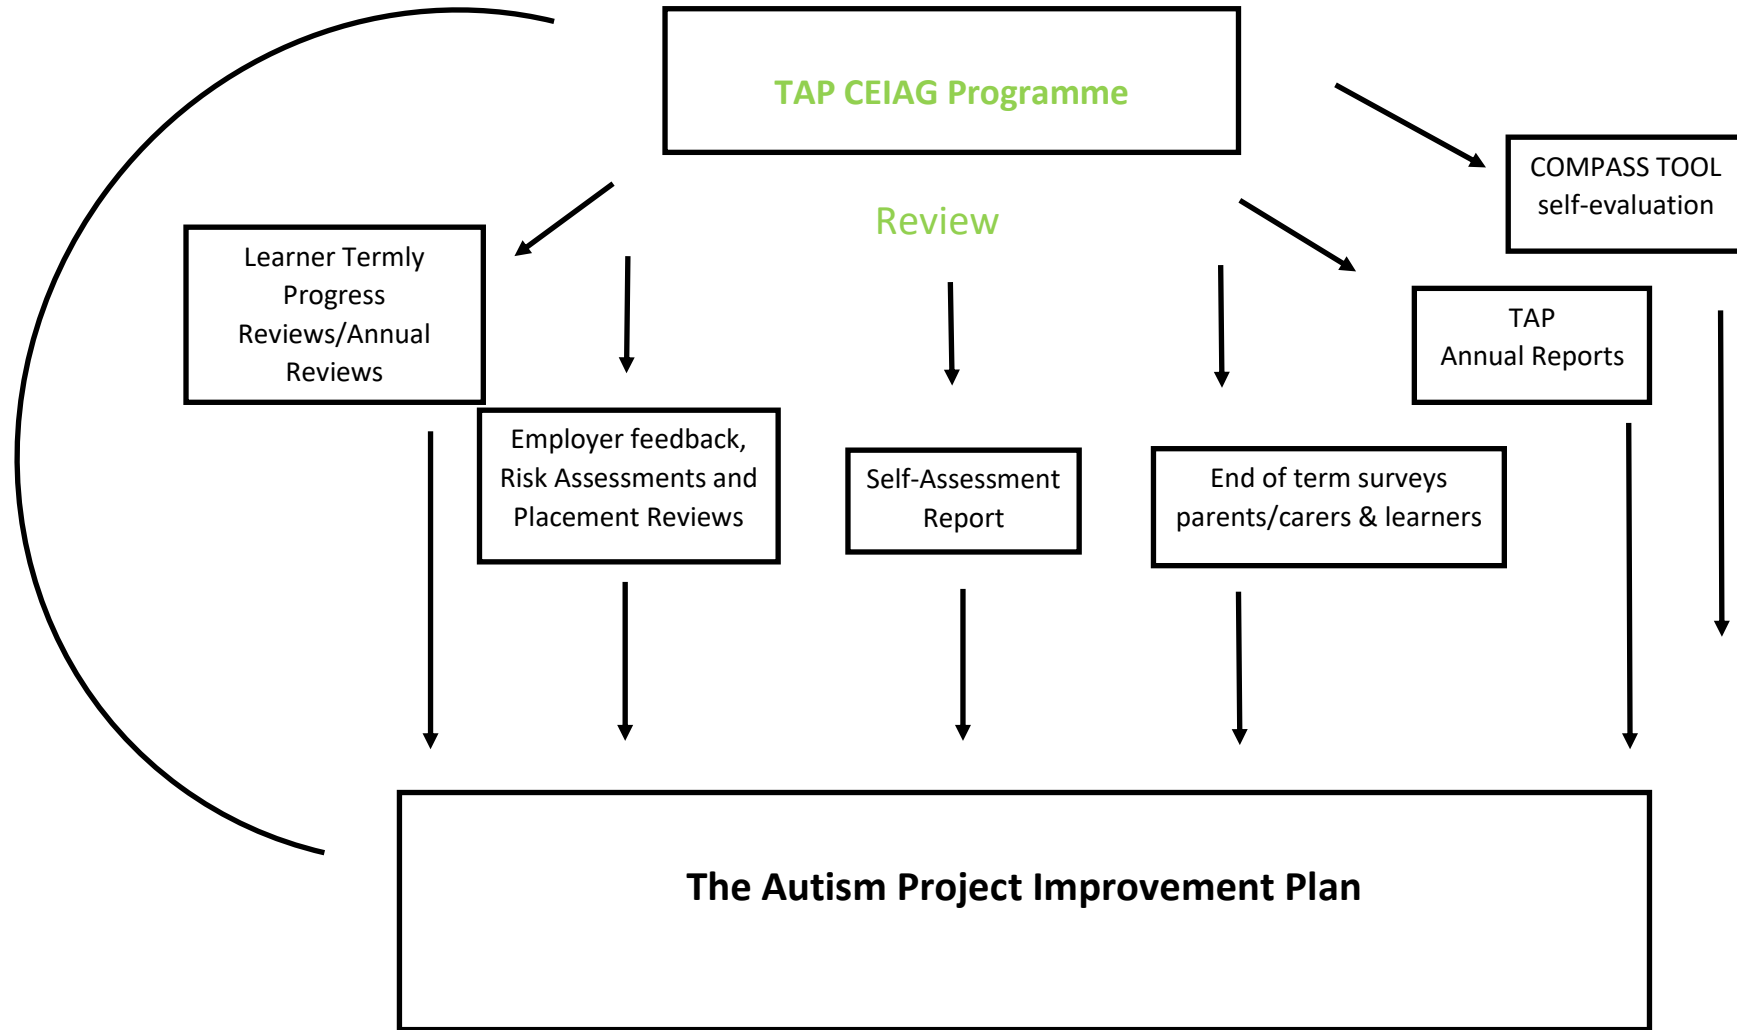 TAP CEIAG Programme
Review
COMPASS TOOL
self-evaluation
Learner Termly
Progress
Reviews/Annual
Reviews
TAP
Annual Reports
Employer feedback,
Risk Assessments and
Placement Reviews
Self-Assessment
Report
End of term surveys
parents/carers & learners
The Autism Project Improvement Plan